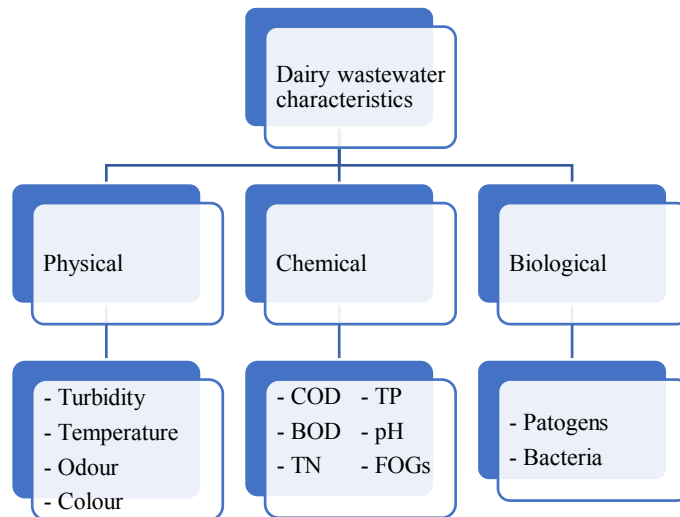 Dairy wastewater
characteristics
Physical
Chemical
Biological
- Turbidity
- Temperature
- Odour
- Colour
- COD - TP
- BOD - pH
- TN - FOGs
- Patogens
- Bacteria